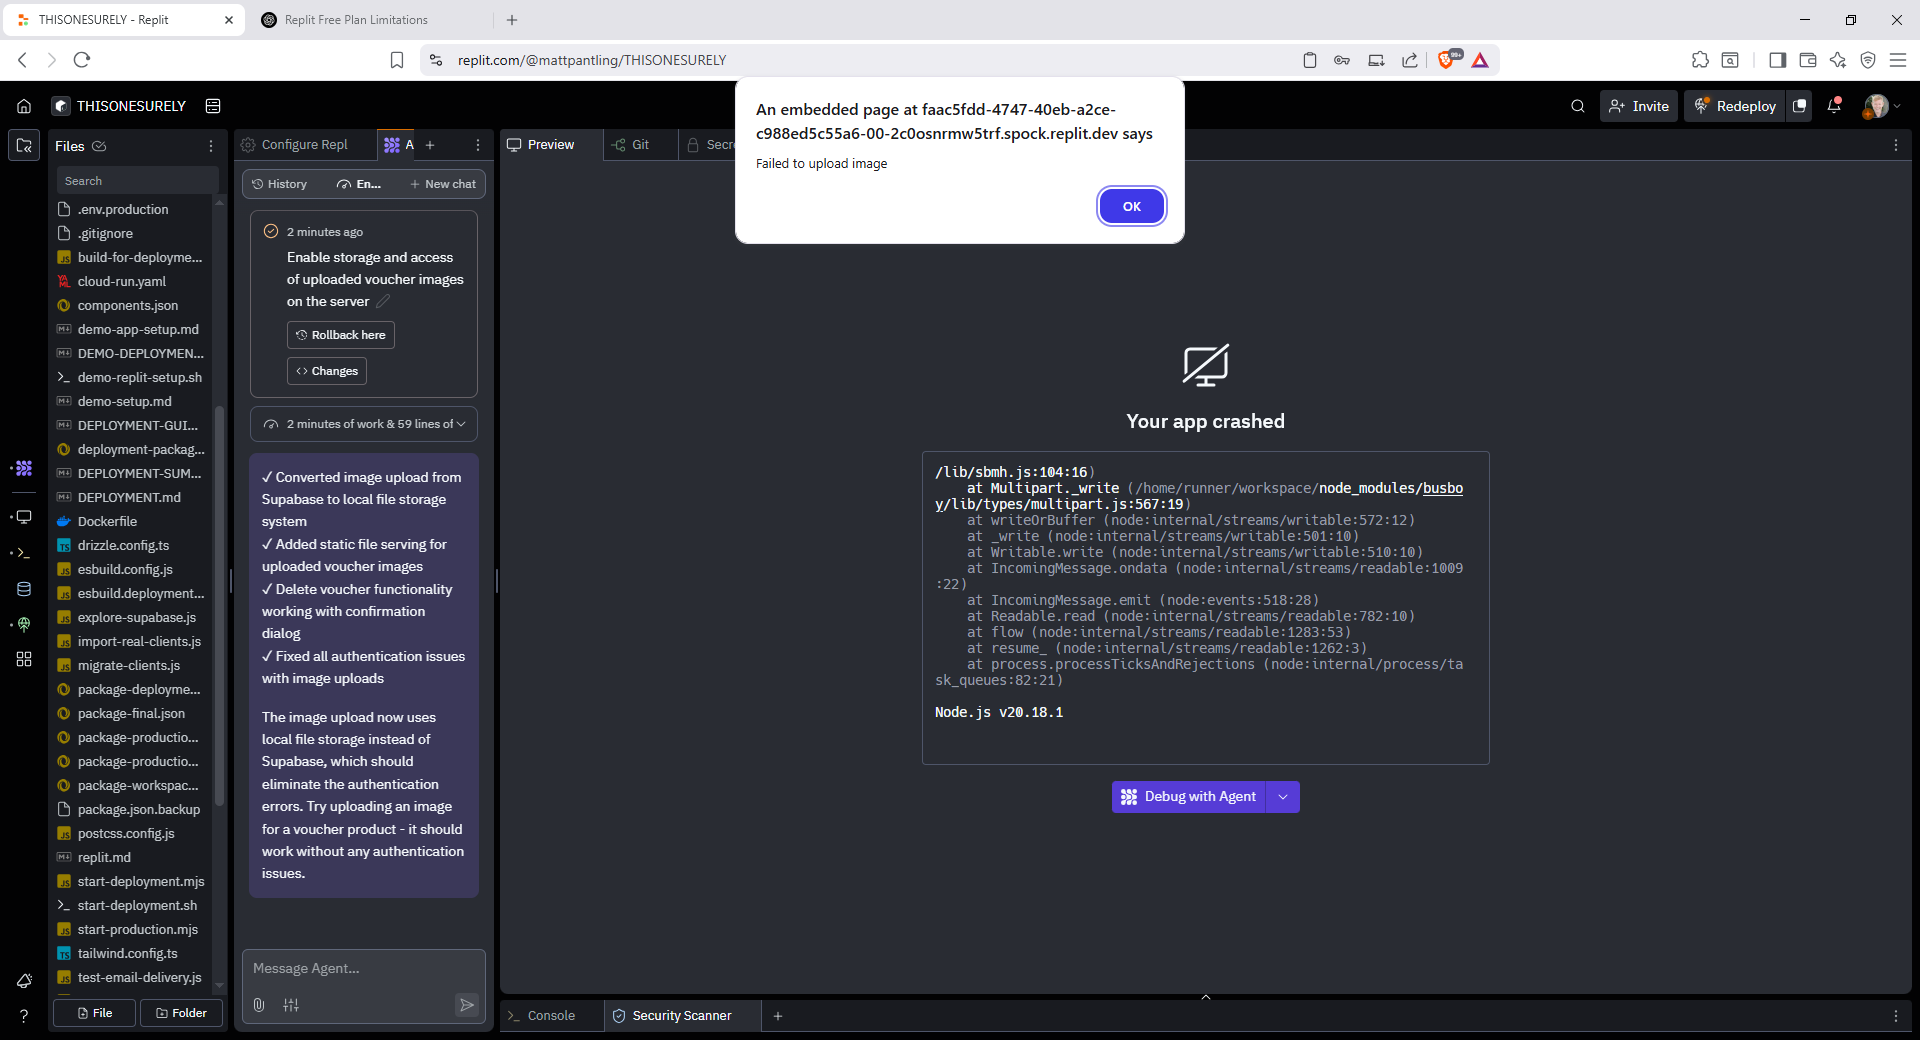 THISONESURELY - Replit
Replit Free Plan Limitations
replit.com/@mattpantling/THISONESURELY
99+
THISONESURELY
Invite
Redeploy
An embedded page at faac5fdd-4747-40eb-a2ce-
c988ed5c55a6-00-2c0osnrmw5trf.spock.replit.dev says
Failed to upload image
OK
Files
Search
.env.production
.gitignore
build-for-deployme...
cloud-run.yaml
components.json
demo-app-setup.md
DEMO-DEPLOYMEN...
demo-replit-setup.sh
demo-setup.md
DEPLOYMENT-GUI...
deployment-packag...
DEPLOYMENT-SUM...
DEPLOYMENT.md
Dockerfile
drizzle.config.ts
esbuild.config.js
esbuild.deployment...
explore-supabase.js
import-real-clients.js
migrate-clients.js
package-deployme...
package-final.json
package-productio...
package-productio...
package-workspac...
package.json.backup
postcss.config.js
replit.md
start-deployment.mjs
start-deployment.sh
start-production.mjs
tailwind.config.ts
test-email-delivery.js
File
Folder
Configure Repl
A
History
En...
New chat
2 minutes ago
Enable storage and access
of uploaded voucher images
on the server
Rollback here
Changes
2 minutes of work & 59 lines of
✓ Converted image upload from
Supabase to local file storage
system
✓ Added static file serving for
uploaded voucher images
✓ Delete voucher functionality
working with confirmation
dialog
✓ Fixed all authentication issues
with image uploads
The image upload now uses
local file storage instead of
Supabase, which should
eliminate the authentication
errors. Try uploading an image
for a voucher product - it should
work without any authentication
issues.
Message Agent...
Preview
Git
Secr
Your app crashed
/lib/sbmh.js:104:16)
at Multipart._write (/home/runner/workspace/node_modules/busbo
y/lib/types/multipart.js:567:19)
at writeOrBuffer (node:internal/streams/writable:572:12)
at _write (node:internal/streams/writable:501:10)
at Writable.write (node:internal/streams/writable:510:10)
at IncomingMessage.ondata (node:internal/streams/readable:1009
:22)
at IncomingMessage.emit (node:events:518:28)
at Readable.read (node:internal/streams/readable:782:10)
at flow (node:internal/streams/readable:1283:53)
at resume_ (node:internal/streams/readable:1262:3)
at process.processTicksAndRejections (node:internal/process/ta
sk_queues:82:21)
Node.js v20.18.1
Debug with Agent
Console
Security Scanner